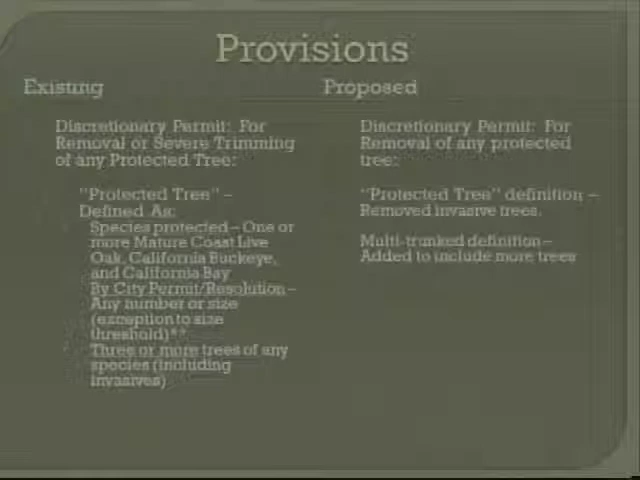 Provisions
Existing
Discretionary Permit: For
Removal or Severe Trimming
of any Protected Tree:
"Protected Tree" –
Defined As:
Species protected – One or
more Mature Coast Live
Oak, California Buckeye,
and California Bay
By City Permit/Resolution –
Any number or size
(exception to size
threshold)**
Three or more trees of any
species (including
invasives)
Proposed
Discretionary Permit: For
Removal of any protected
tree:
"Protected Tree" definition –
Removed invasive trees.
Multi-trunked definition –
Added to include more trees